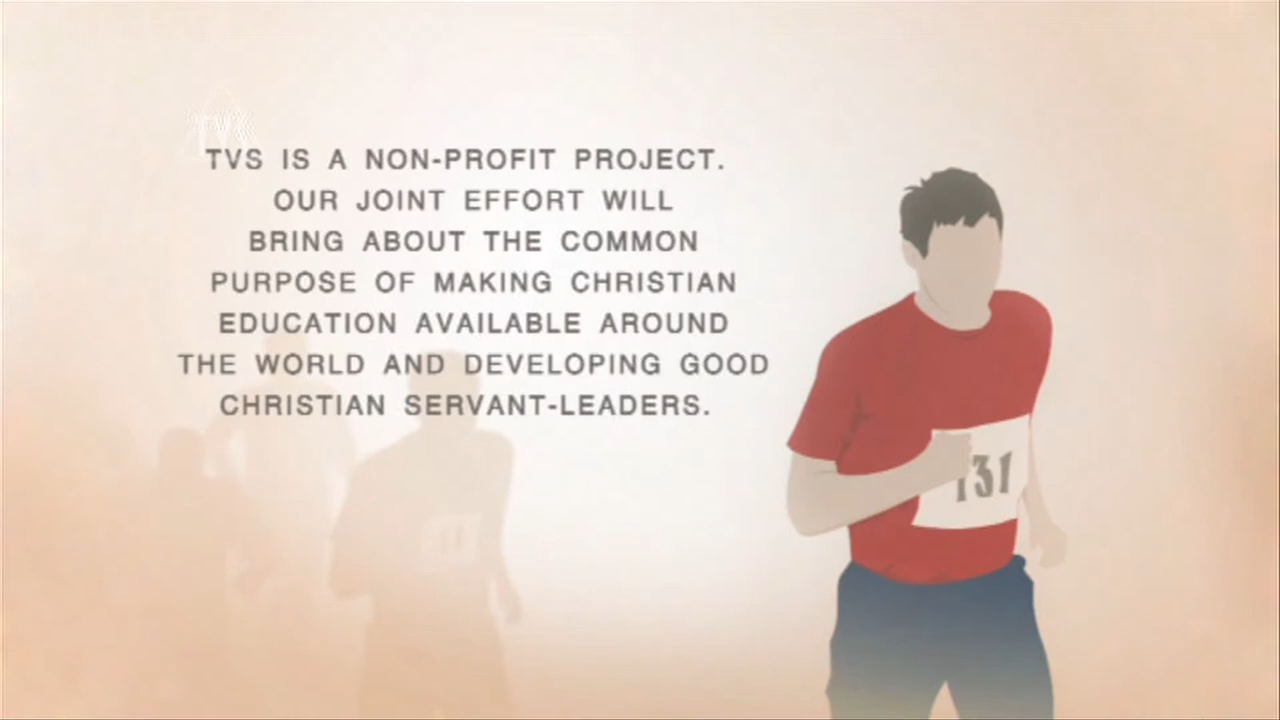 TVS
TVS IS A NON-PROFIT PROJECT.
OUR JOINT EFFORT WILL
BRING ABOUT THE COMMON
PURPOSE OF MAKING CHRISTIAN
EDUCATION AVAILABLE AROUND
THE WORLD AND DEVELOPING GOOD
CHRISTIAN SERVANT-LEADERS.
131